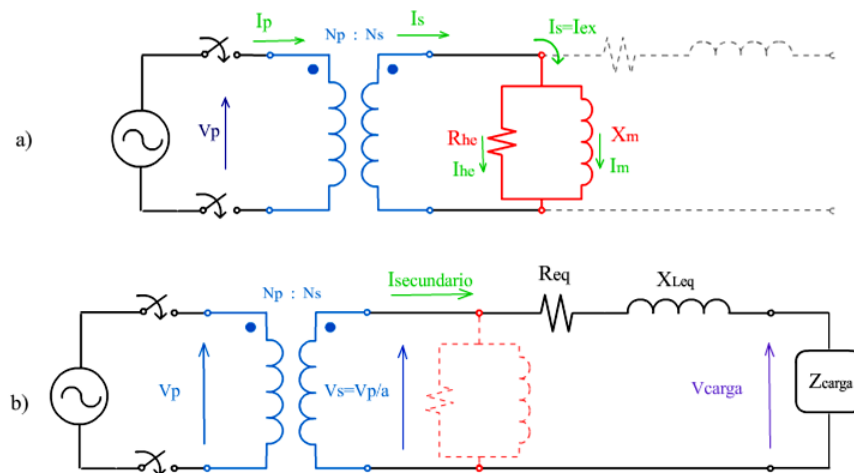 Ip
Np : Ns
Is
Is=Iex
Vp
a)
Rhe
Xm
Ihe
Im
Isecundario
Req
XLeq
Np : Ns
Vp
Vs=Vp/a
Vcarga
Zcarga
b)